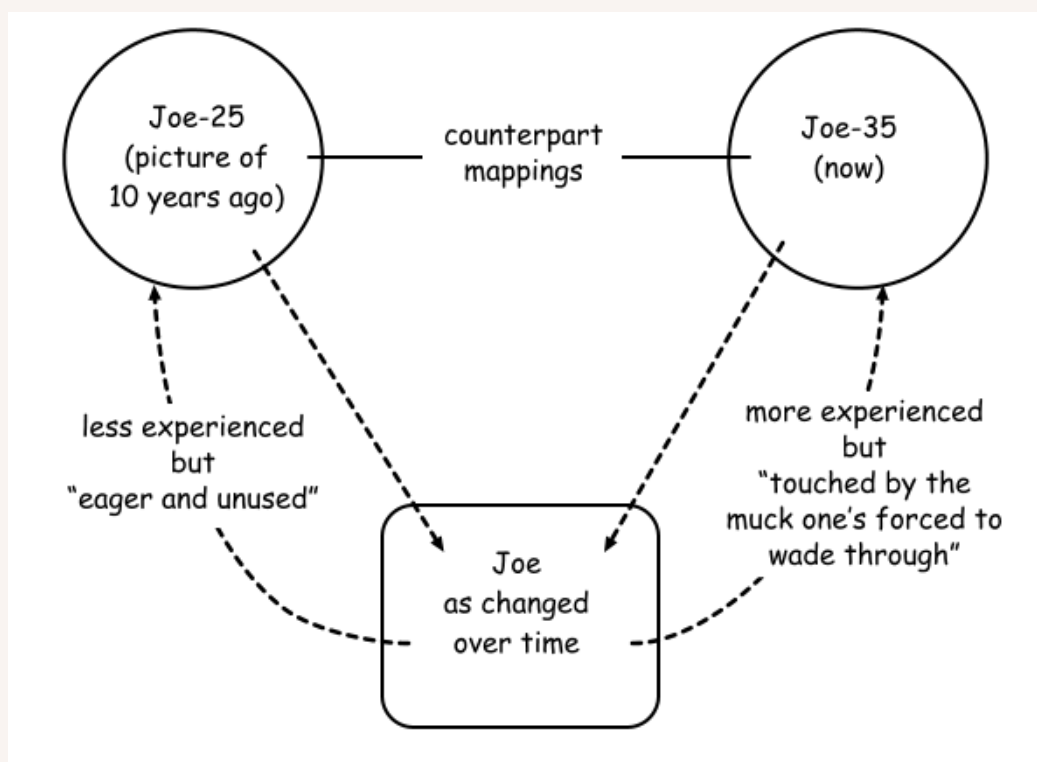 Joe-25
(picture of
10 years ago)
counterpart
mappings
Joe-35
(now)
less experienced
but
“eager and unused”
more experienced
but
“touched by the
muck one’s forced to
wade through”
Joe
as changed
over time